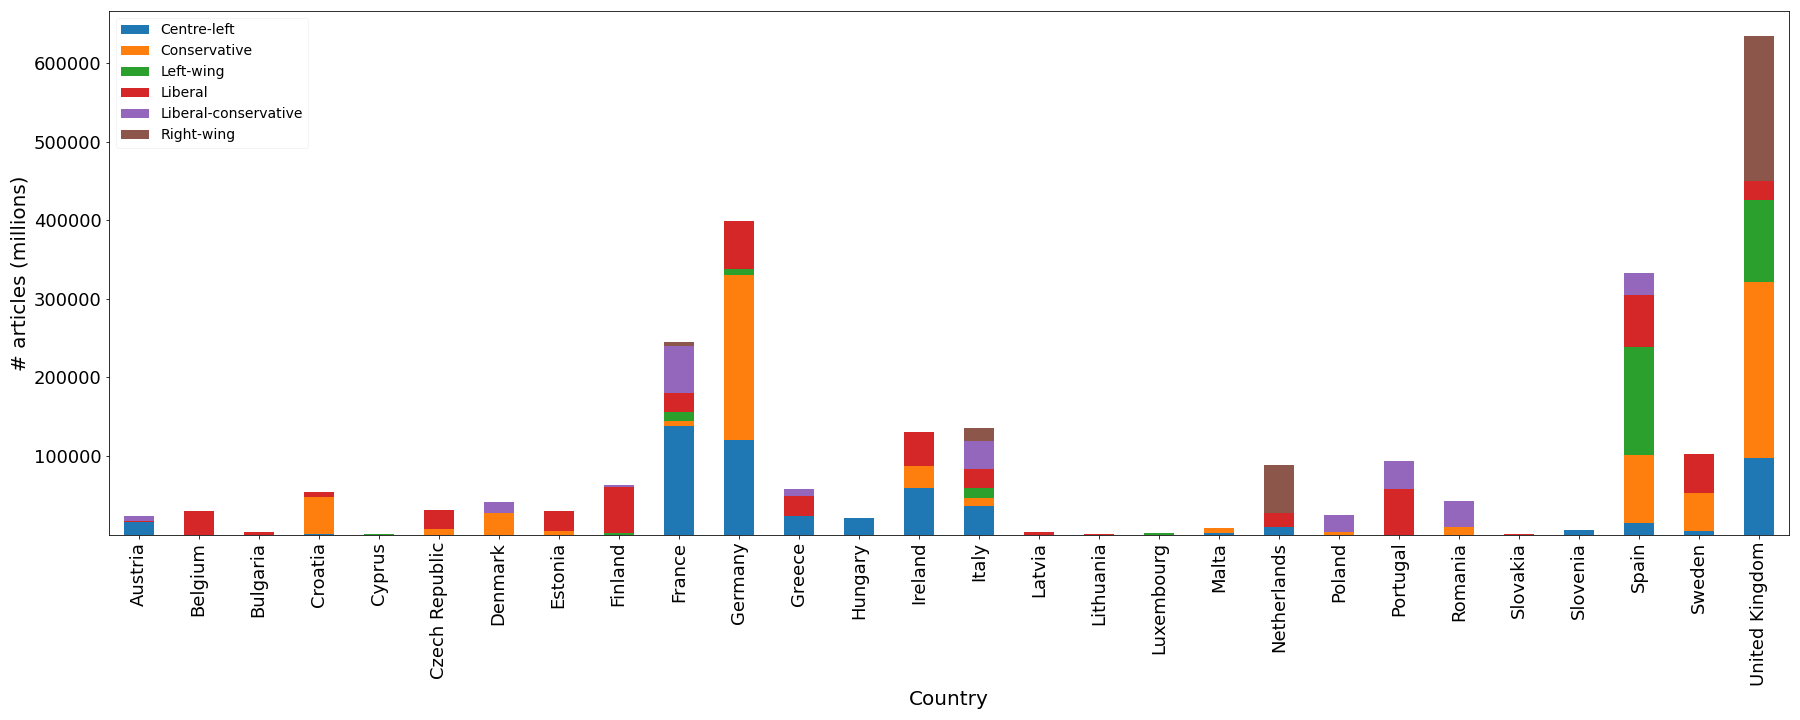 Centre-left
Conservative
Left-wing
Liberal
Liberal-conservative
Right-wing
# articles (millions)
600000
500000
400000
300000
200000
100000
Austria
Belgium
Bulgaria
Croatia
Cyprus
Czech Republic
Denmark
Estonia
Finland
France
Germany
Greece
Hungary
Ireland
Italy
Latvia
Lithuania
Luxembourg
Malta
Netherlands
Poland
Portugal
Romania
Slovakia
Slovenia
Spain
Sweden
United Kingdom
Country